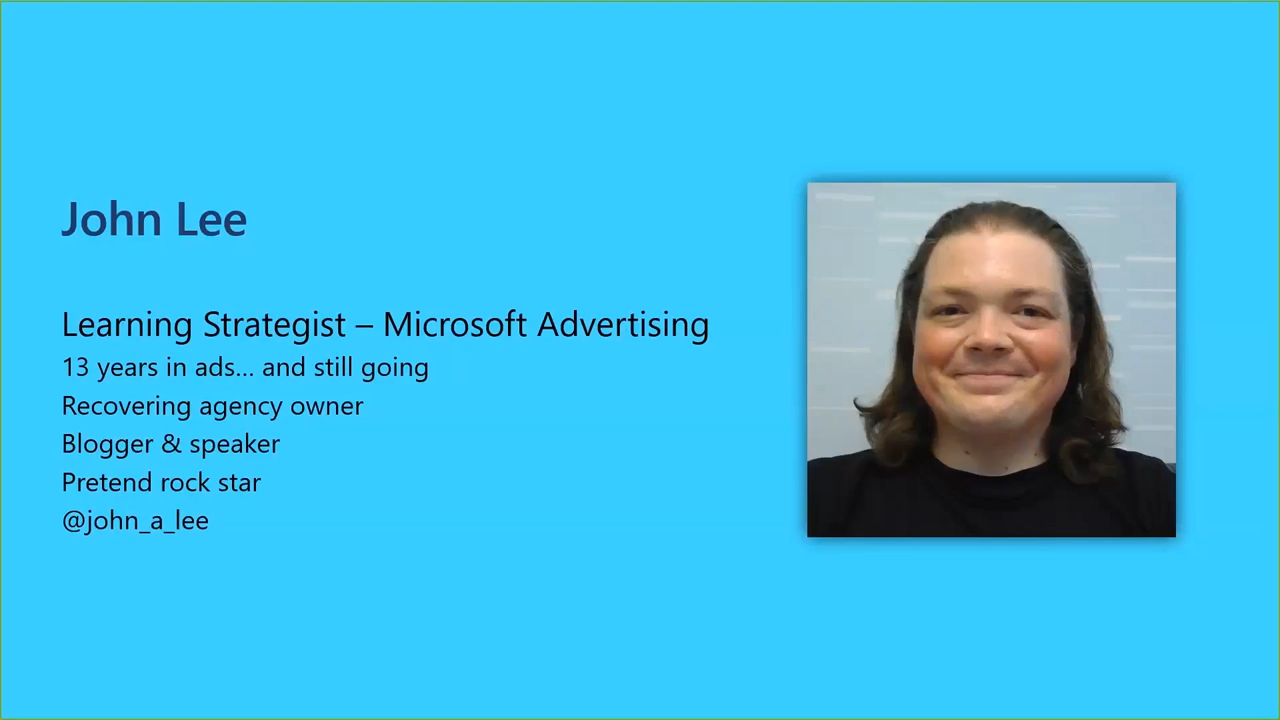 John Lee
Learning Strategist – Microsoft Advertising
13 years in ads... and still going
Recovering agency owner
Blogger & speaker
Pretend rock star
@john_a_lee